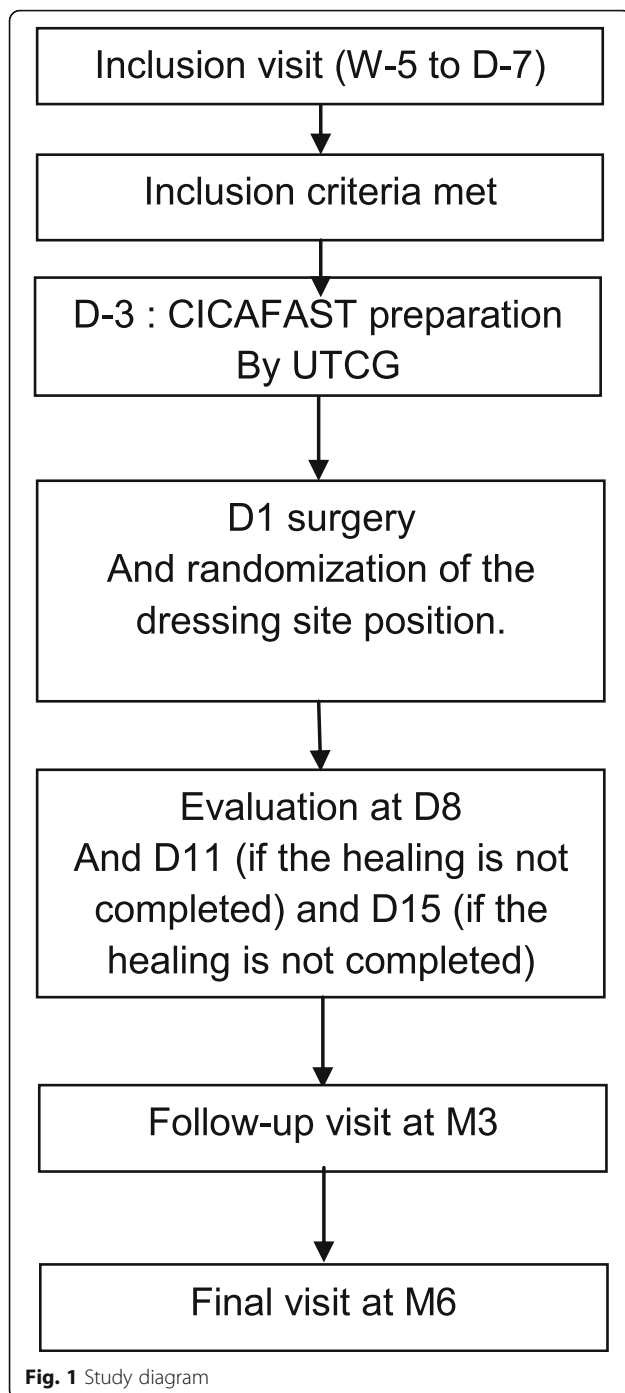 Inclusion visit (W-5 to D-7)
Inclusion criteria met
D-3 : CICAFAST preparation
By UTCG
D1 surgery
And randomization of the
dressing site position.
Evaluation at D8
And D11 (if the healing is not
completed) and D15 (if the
healing is not completed)
Follow-up visit at M3
Final visit at M6
Fig. 1 Study diagram